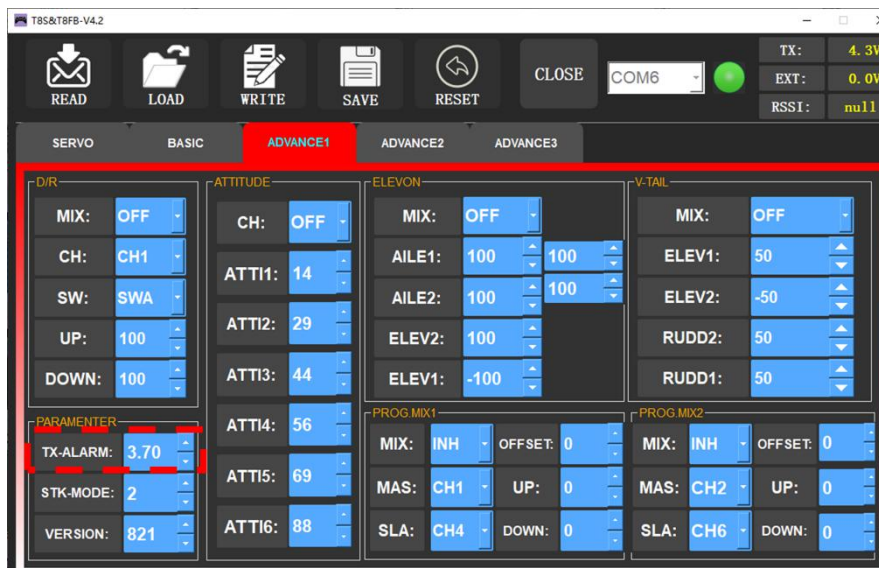 T8S&T8FB-V4.2
READ LOAD WRITE SAVE RESET CLOSE COM6
TX: 4.3V
EXT: 0.0V
RSSI: null
SERVO BASIC ADVANCE1 ADVANCE2 ADVANCE3
D/R
MIX: OFF
CH: CH1
SW: SWA
UP: 100
DOWN: 100
PARAMENTER
TX-ALARM: 3.70
STK-MODE: 2
VERSION: 821
ATTITUDE
CH: OFF
ATTI1: 14
ATTI2: 29
ATTI3: 44
ATTI4: 56
ATTI5: 69
ATTI6: 88
ELEVON
MIX: OFF
AILE1: 100 100
AILE2: 100 100
ELEV2: 100
ELEV1: -100
V-TAIL
MIX: OFF
ELEV1: 50
ELEV2: -50
RUDD2: 50
RUDD1: 50
PROG.MIX1
MIX: INH OFFSET: 0
MAS: CH1 UP: 0
SLA: CH4 DOWN: 0
PROG.MIX2
MIX: INH OFFSET: 0
MAS: CH2 UP: 0
SLA: CH6 DOWN: 0